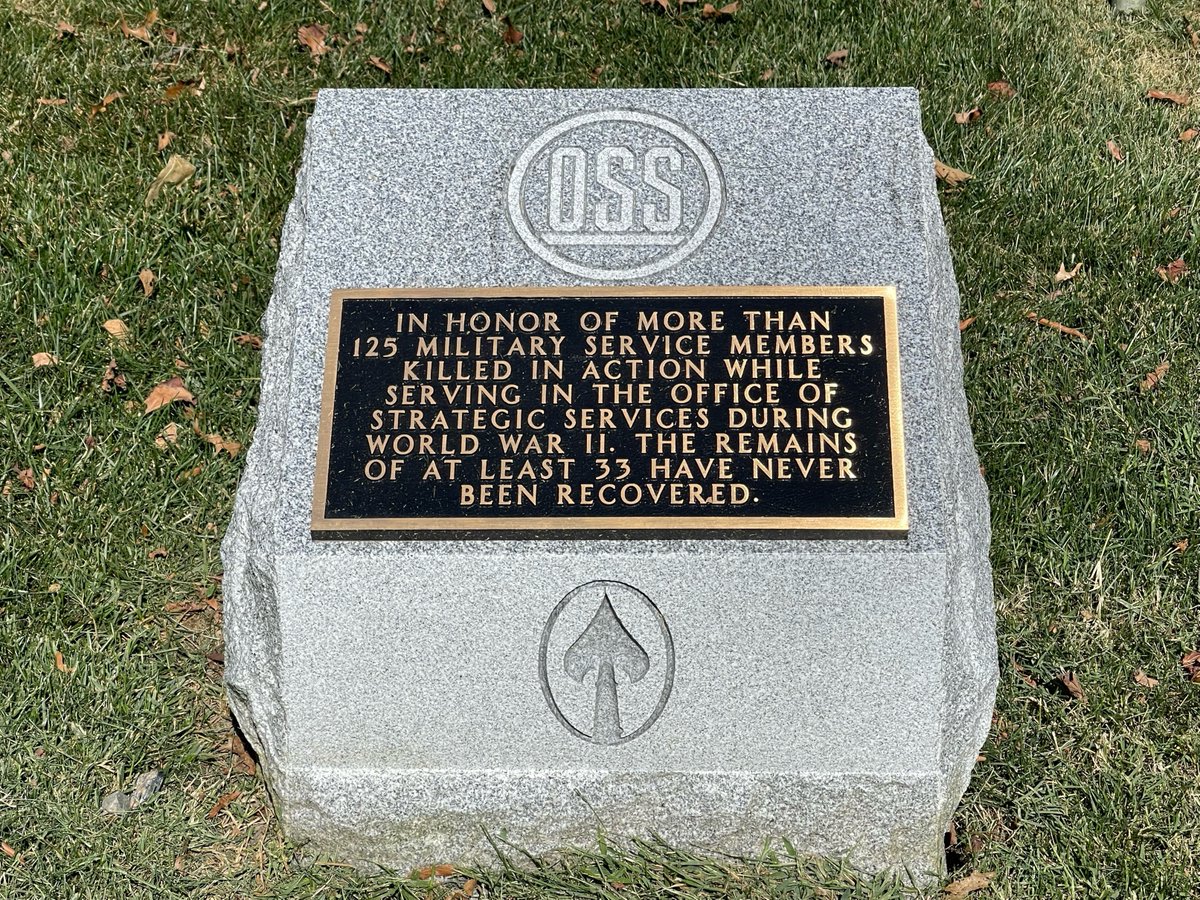 O.S.S.
IN HONOR OF MORE THAN
125 MILITARY SERVICE MEMBERS
KILLED IN ACTION WHILE
SERVING IN THE OFFICE OF
STRATEGIC SERVICES DURING
WORLD WAR II. THE REMAINS
OF AT LEAST 33 HAVE NEVER
BEEN RECOVERED.